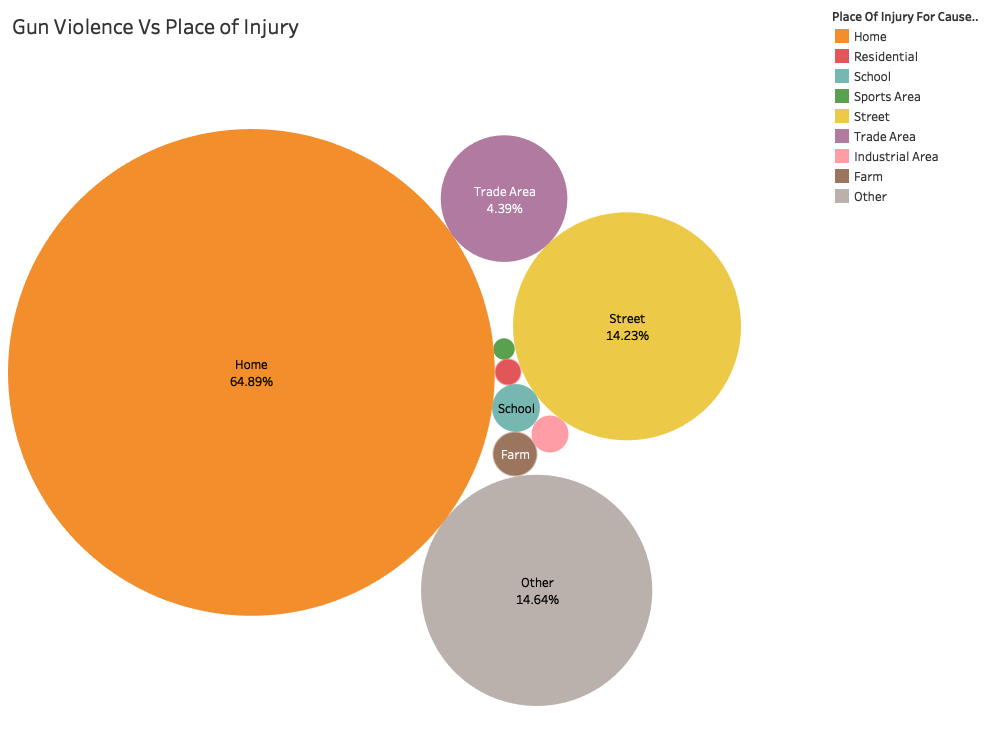 Gun Violence Vs Place of Injury
Place Of Injury For Cause..
Home
Residential
School
Sports Area
Street
Trade Area
Industrial Area
Farm
Other
Trade Area
4.39%
Street
14.23%
Home
64.89%
School
Farm
Other
14.64%